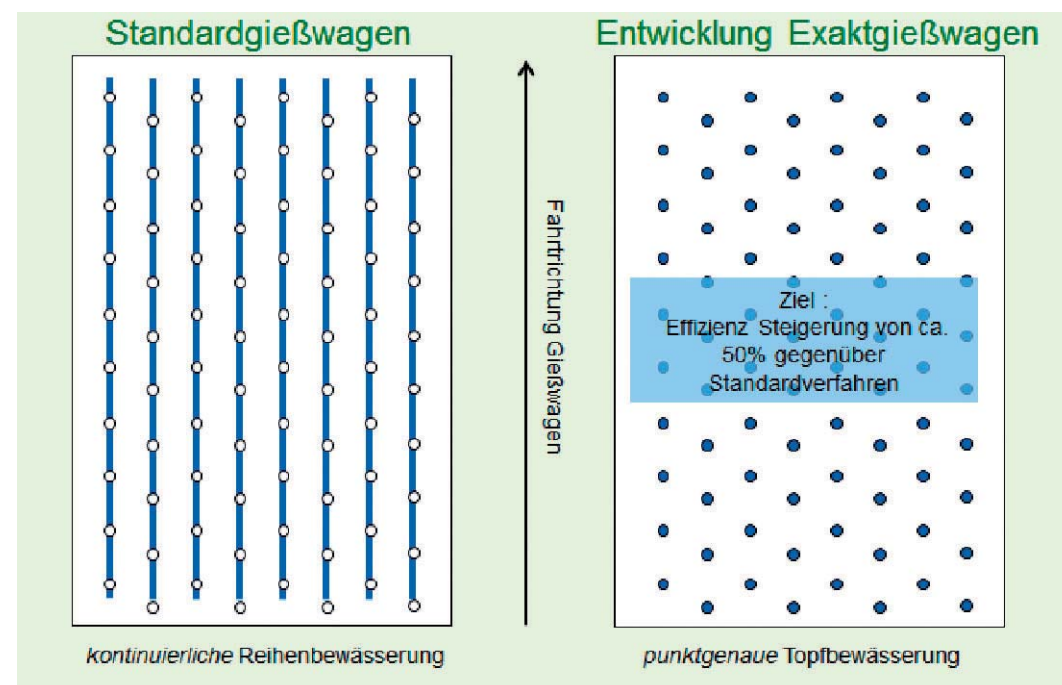 Standardgießwagen
Entwicklung Exaktgießwagen
Fahrtrichtung Gießwagen
Ziel :
Effizienz Steigerung von ca.
50% gegenüber
Standardverfahren
kontinuierliche Reihenbewässerung
punktgenaue Topfbewässerung